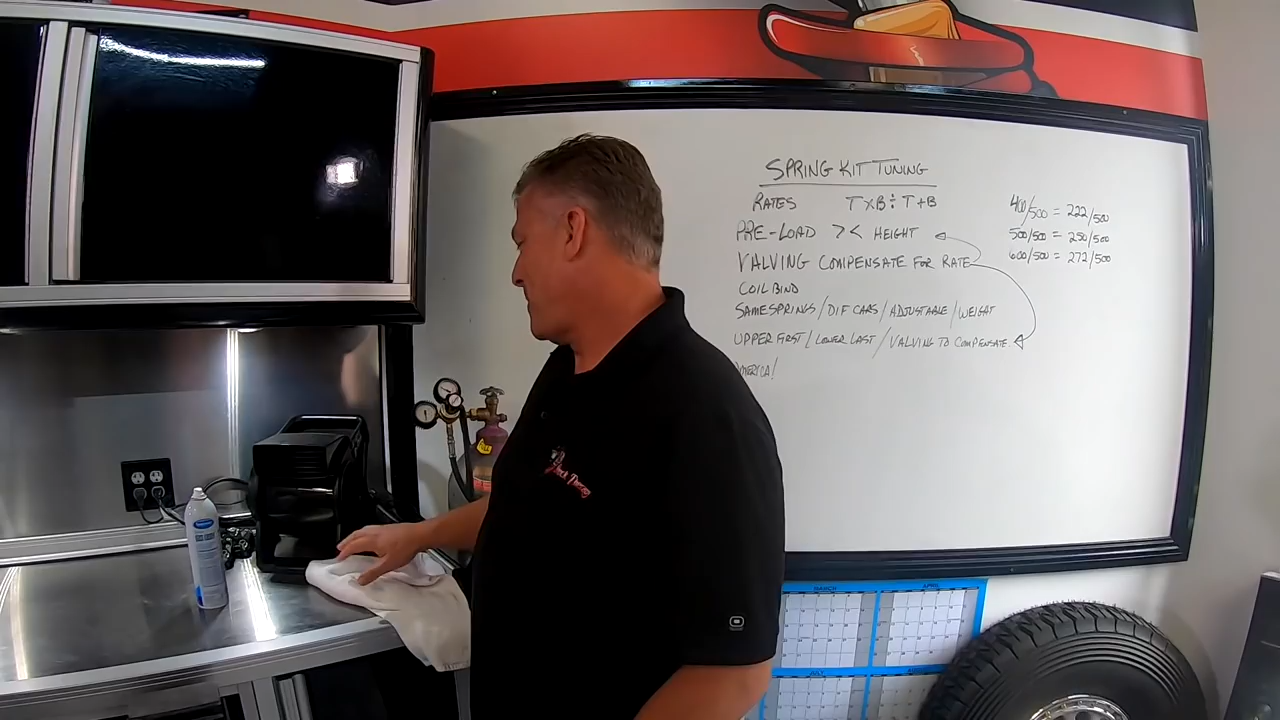 SPRING KIT TUNING
RATES T×B÷T+B
PRE-LOAD >< HEIGHT
VALVING COMPENSATE FOR RATE
COIL BIND
SAME SPRINGS/DIF CARS/ADJUSTABLE/WEIGHT
UPPER FIRST/LOWER LAST/VALVING TO COMPENSATE.
400/500 = 222/500
500/500 = 250/500
600/500 = 272/500
MARCH
APRIL